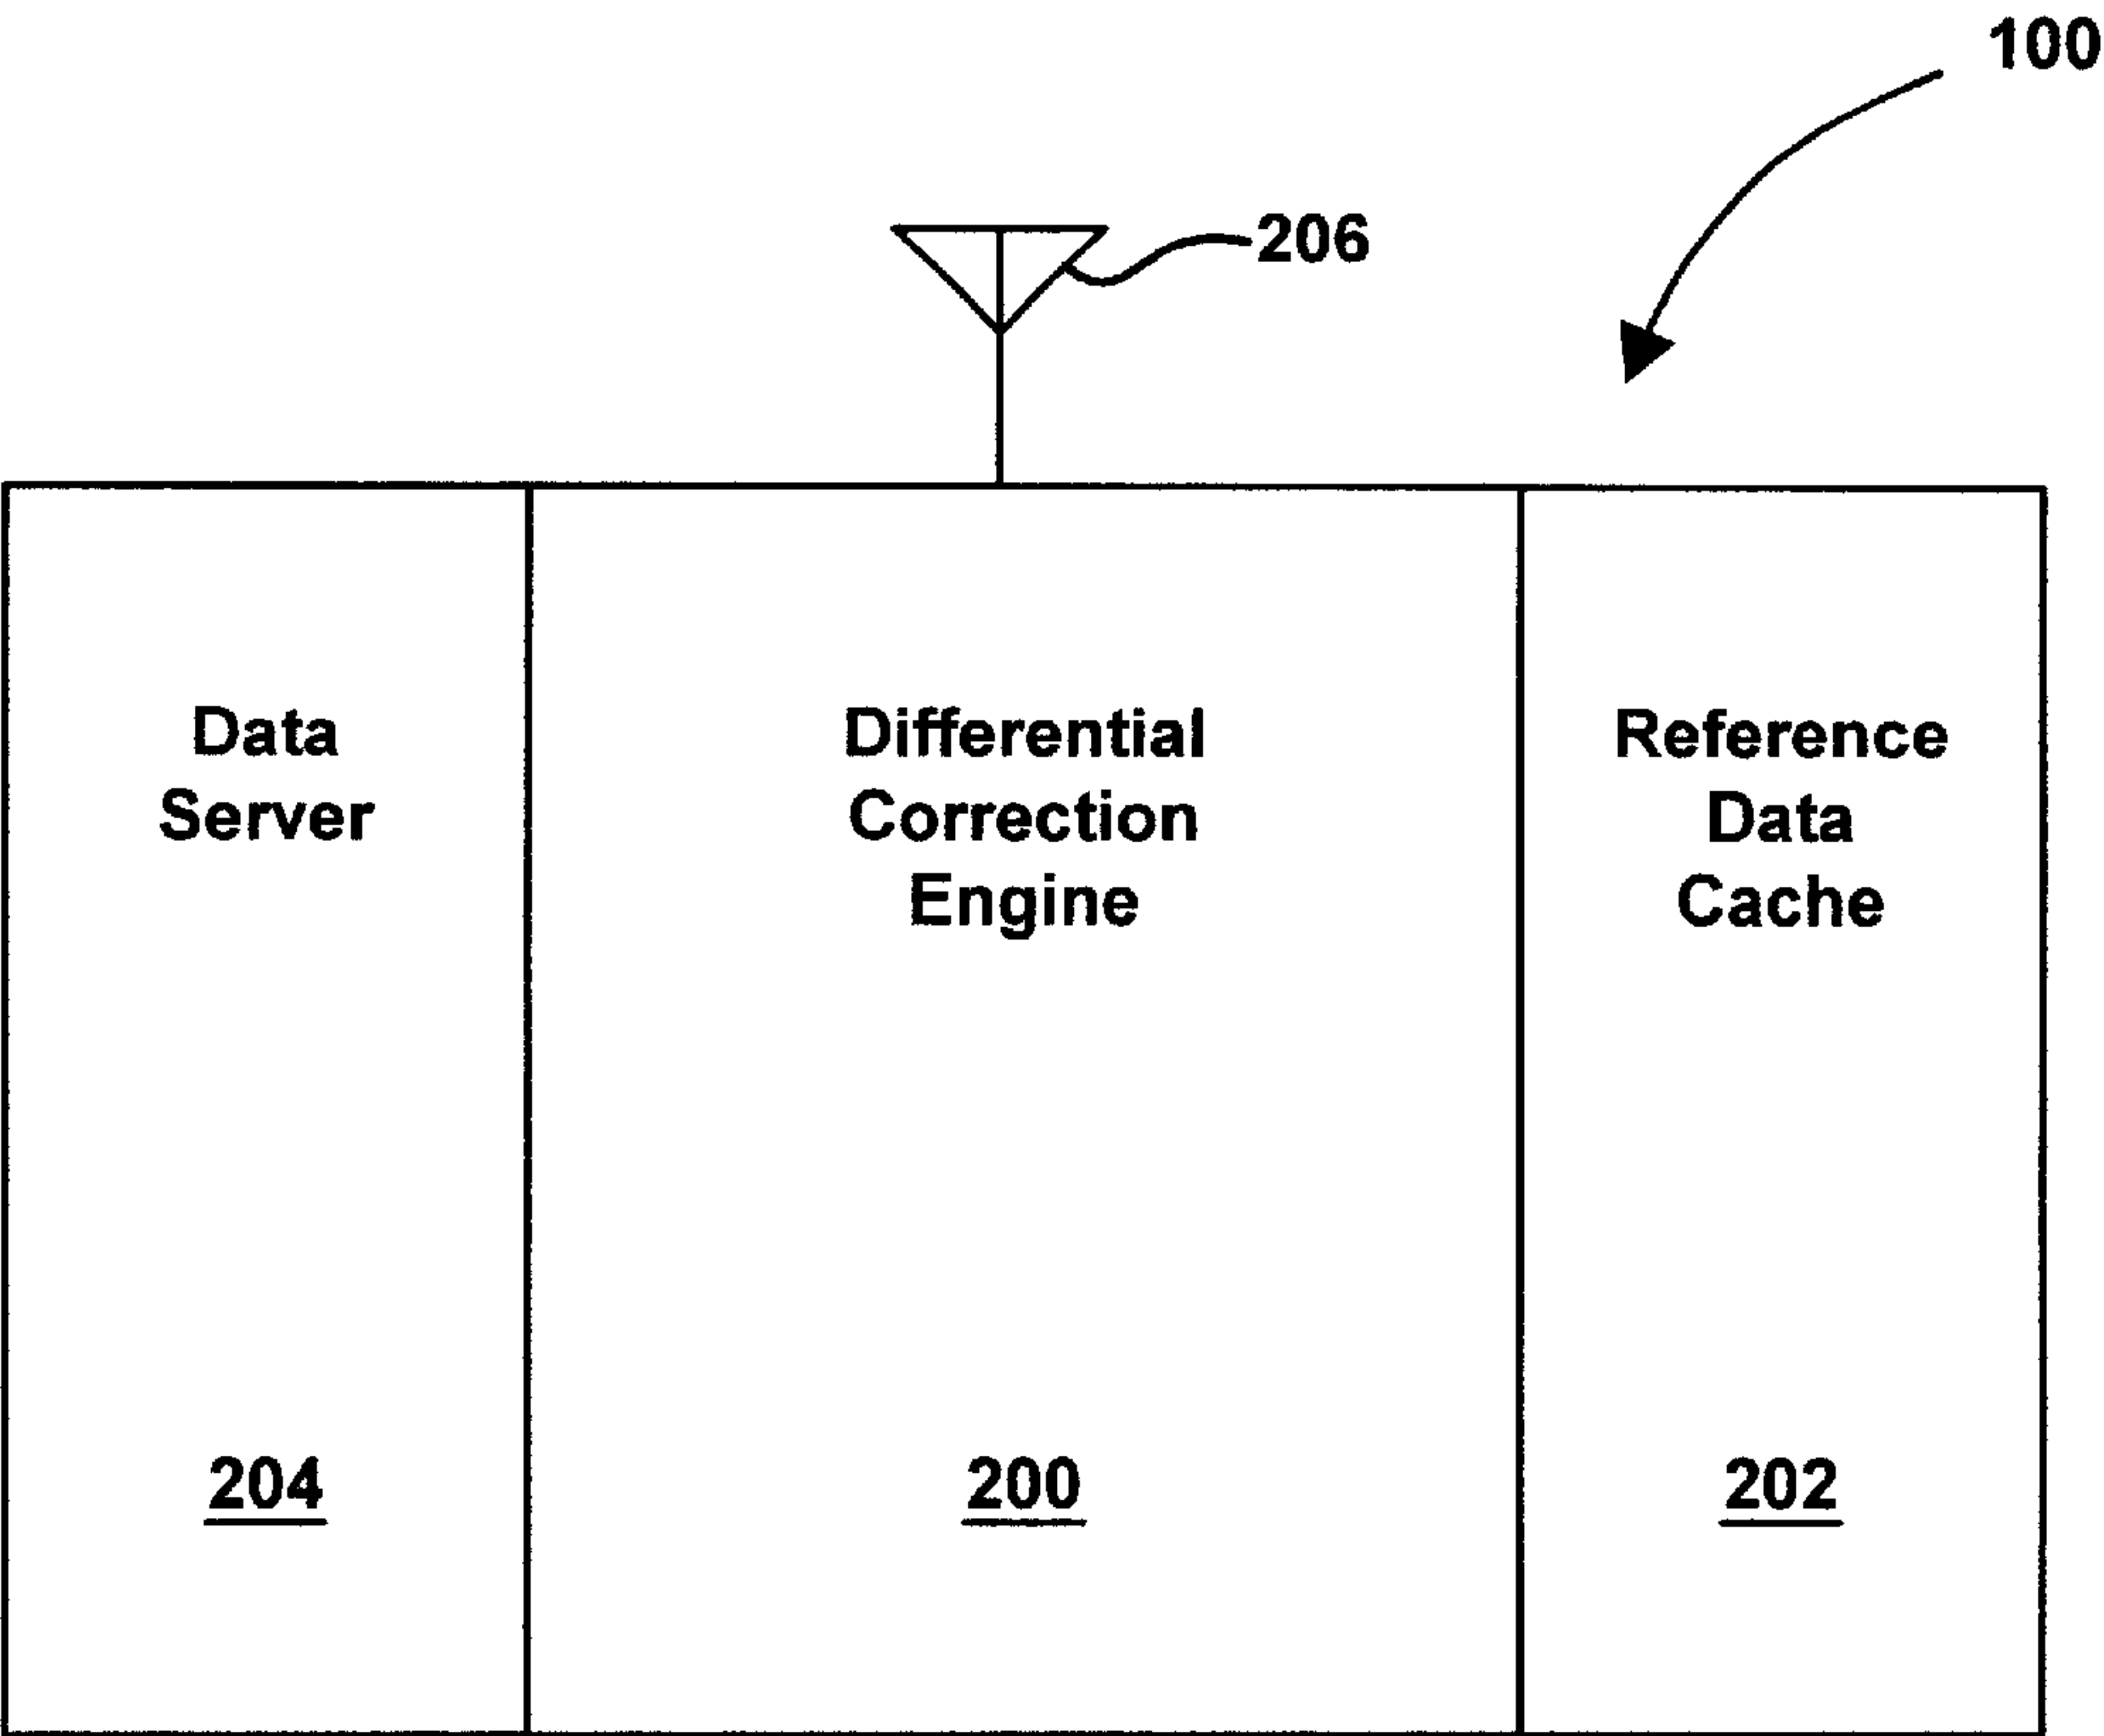 100
206
Data
Server
Differential
Correction
Engine
Reference
Data
Cache
204
200
202